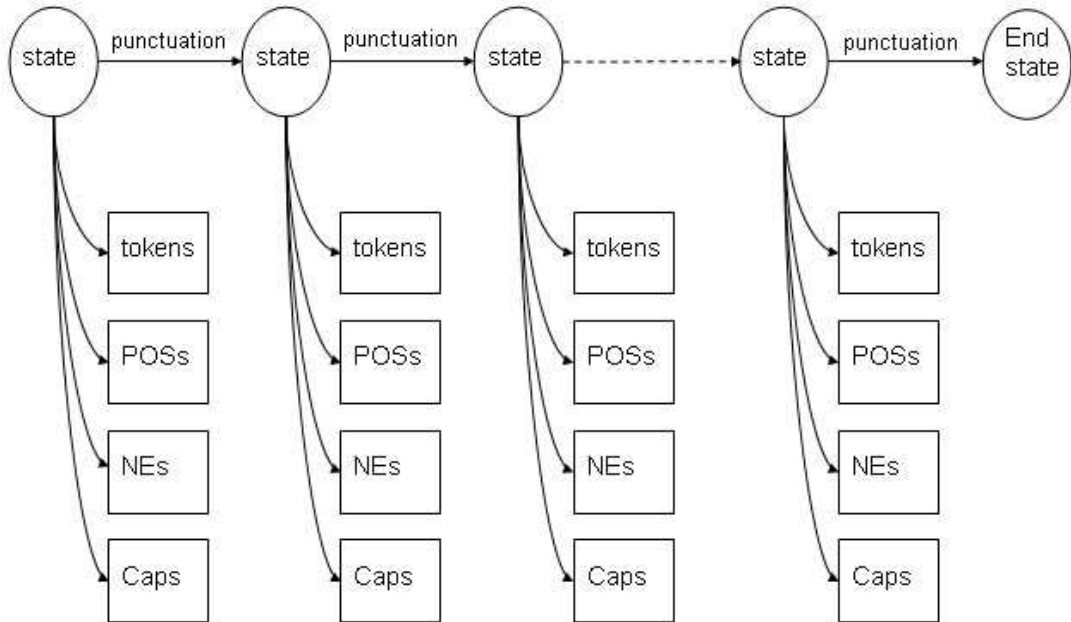 state
punctuation
state
punctuation
state
state
punctuation
End
state
tokens
tokens
tokens
tokens
POSs
POSs
POSs
POSs
NEs
NEs
NEs
NEs
Caps
Caps
Caps
Caps